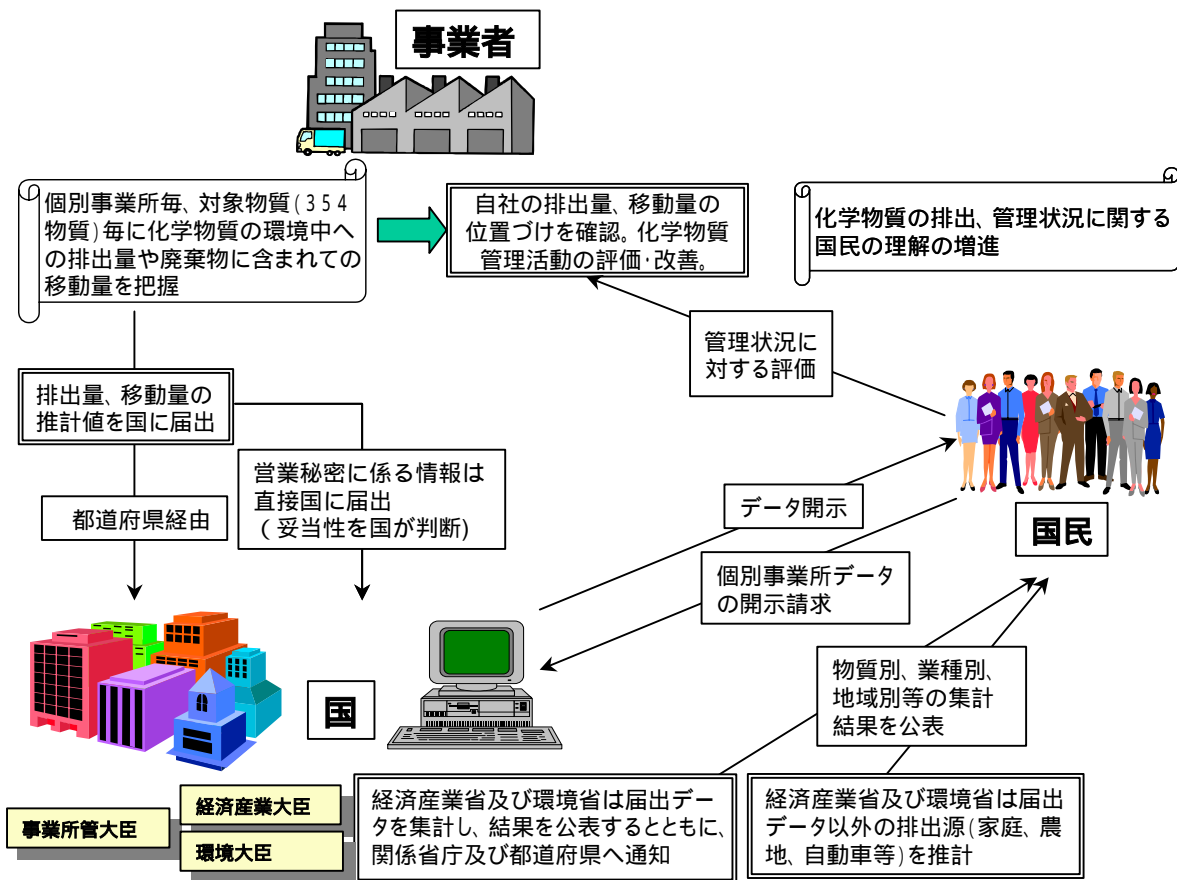 事業者
個別事業所毎、対象物質(354
物質)毎に化学物質の環境中へ
の排出量や廃棄物に含まれての
移動量を把握
自社の排出量、移動量の
位置づけを確認。化学物質
管理活動の評価・改善。
化学物質の排出、管理状況に関する
国民の理解の増進
管理状況に
対する評価
排出量、移動量の
推計値を国に届出
営業秘密に係る情報は
直接国に届出
(妥当性を国が判断)
都道府県経由
データ開示
国民
個別事業所データ
の開示請求
物質別、業種別、
地域別等の集計
結果を公表
国
経済産業大臣
事業所管大臣
環境大臣
経済産業省及び環境省は届出デー
タを集計し、結果を公表するとともに、
関係省庁及び都道府県へ通知
経済産業省及び環境省は届出
データ以外の排出源(家庭、農
地、自動車等)を推計